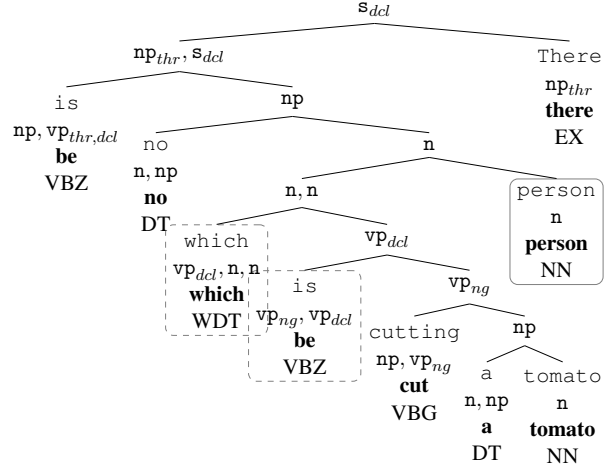 s_dcl
np_thr, s_dcl
There
np_thr
there
EX
is
np, vp_thr,dcl
be
VBZ
np
no
n, np
no
DT
n
n, n
person
n
person
NN
which
vp_dcl, n, n
which
WDT
vp_dcl
is
vp_ng, vp_dcl
be
VBZ
vp_ng
cutting
np, vp_ng
cut
VBG
np
a
n, np
a
DT
tomato
n
tomato
NN